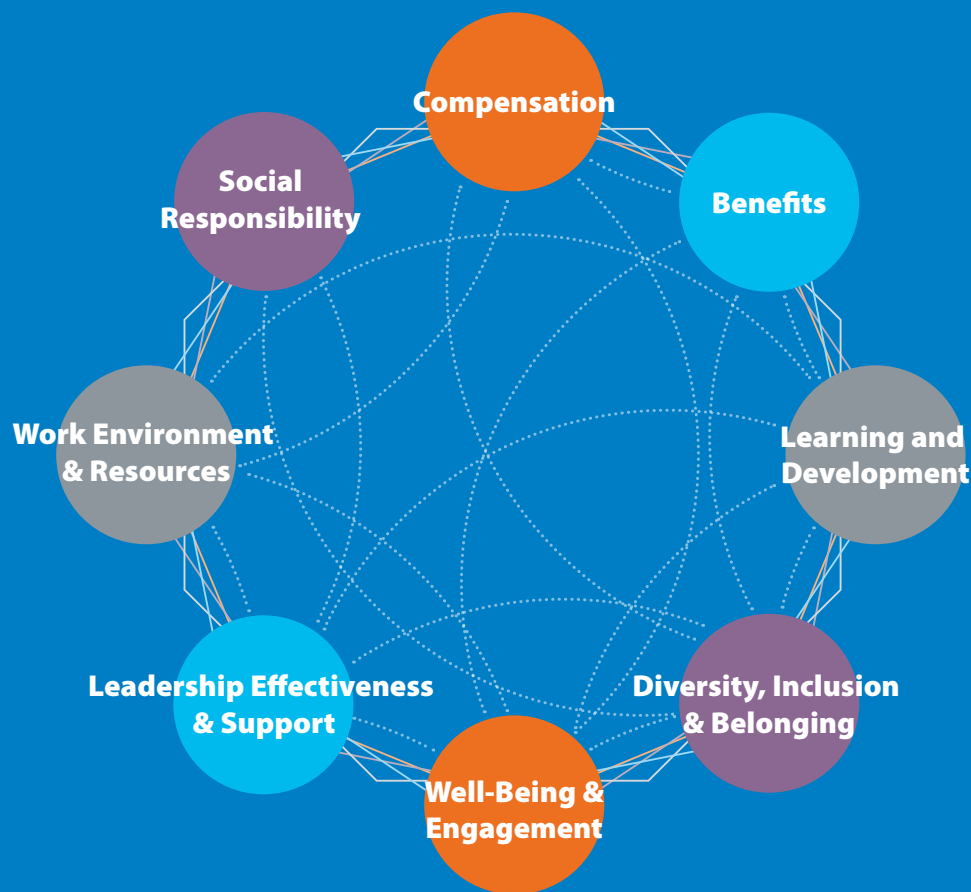 Compensation
Social
Responsibility
Benefits
Work Environment
& Resources
Learning and
Development
Leadership Effectiveness
& Support
Diversity, Inclusion
& Belonging
Well-Being &
Engagement